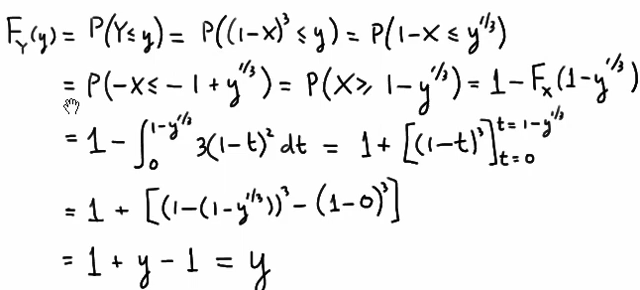 F_Y(y) = P(Y ≤ y) = P((1-x)³ ≤ y) = P(1-X ≤ y^{1/3})
= P(-X ≤ -1 + y^{1/3}) = P(X ≥ 1-y^{1/3}) = 1 - F_X(1-y^{1/3})
= 1 - ∫_0^{1-y^{1/3}} 3(1-t)² dt = 1 + [(1-t)³]_{t=0}^{t=1-y^{1/3}}
= 1 + [(1-(1-y^{1/3}))³ - (1-0)³]
= 1 + y - 1 = y